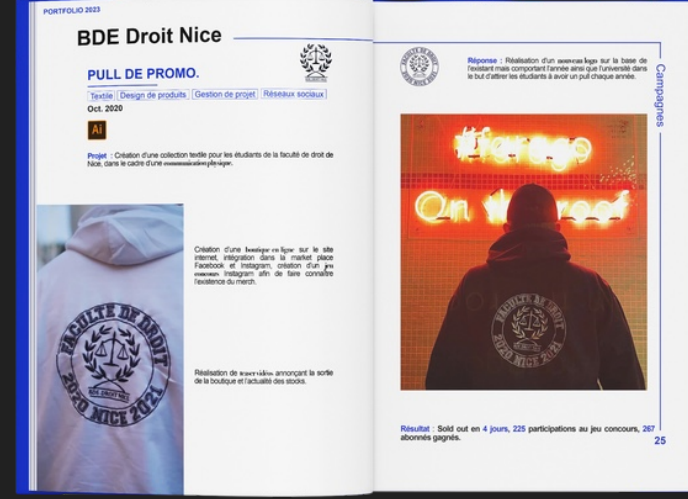 PORTFOLIO 2023
BDE Droit Nice
PULL DE PROMO.
Textile Design de produits Gestion de projet Réseaux sociaux
Oct. 2020
Ai
Projet : Création d'une collection textile pour les étudiants de la faculté de droit de
Nice, dans le cadre d'une communication physique.
FACULTE DE DROIT
BDE DROIT NICE
2020 NICE 2021
Création d'une boutique en ligne sur le site
internet, intégration dans la market place
Facebook et Instagram, création d'un jeu
concours Instagram afin de faire connaître
l'existence du merch.
Réalisation de teaser vidéos annonçant la sortie
de la boutique et l'actualité des stocks.
Réponse : Réalisation d'un nouveau logo sur la base de
l'existant mais comportant l'année ainsi que l'université dans
le but d'attirer les étudiants à avoir un pull chaque année.
Campagnes
On the roof
FACULTE DE DROIT
2020 NICE 2021
Résultat : Sold out en 4 jours, 225 participations au jeu concours, 267
abonnés gagnés.
25